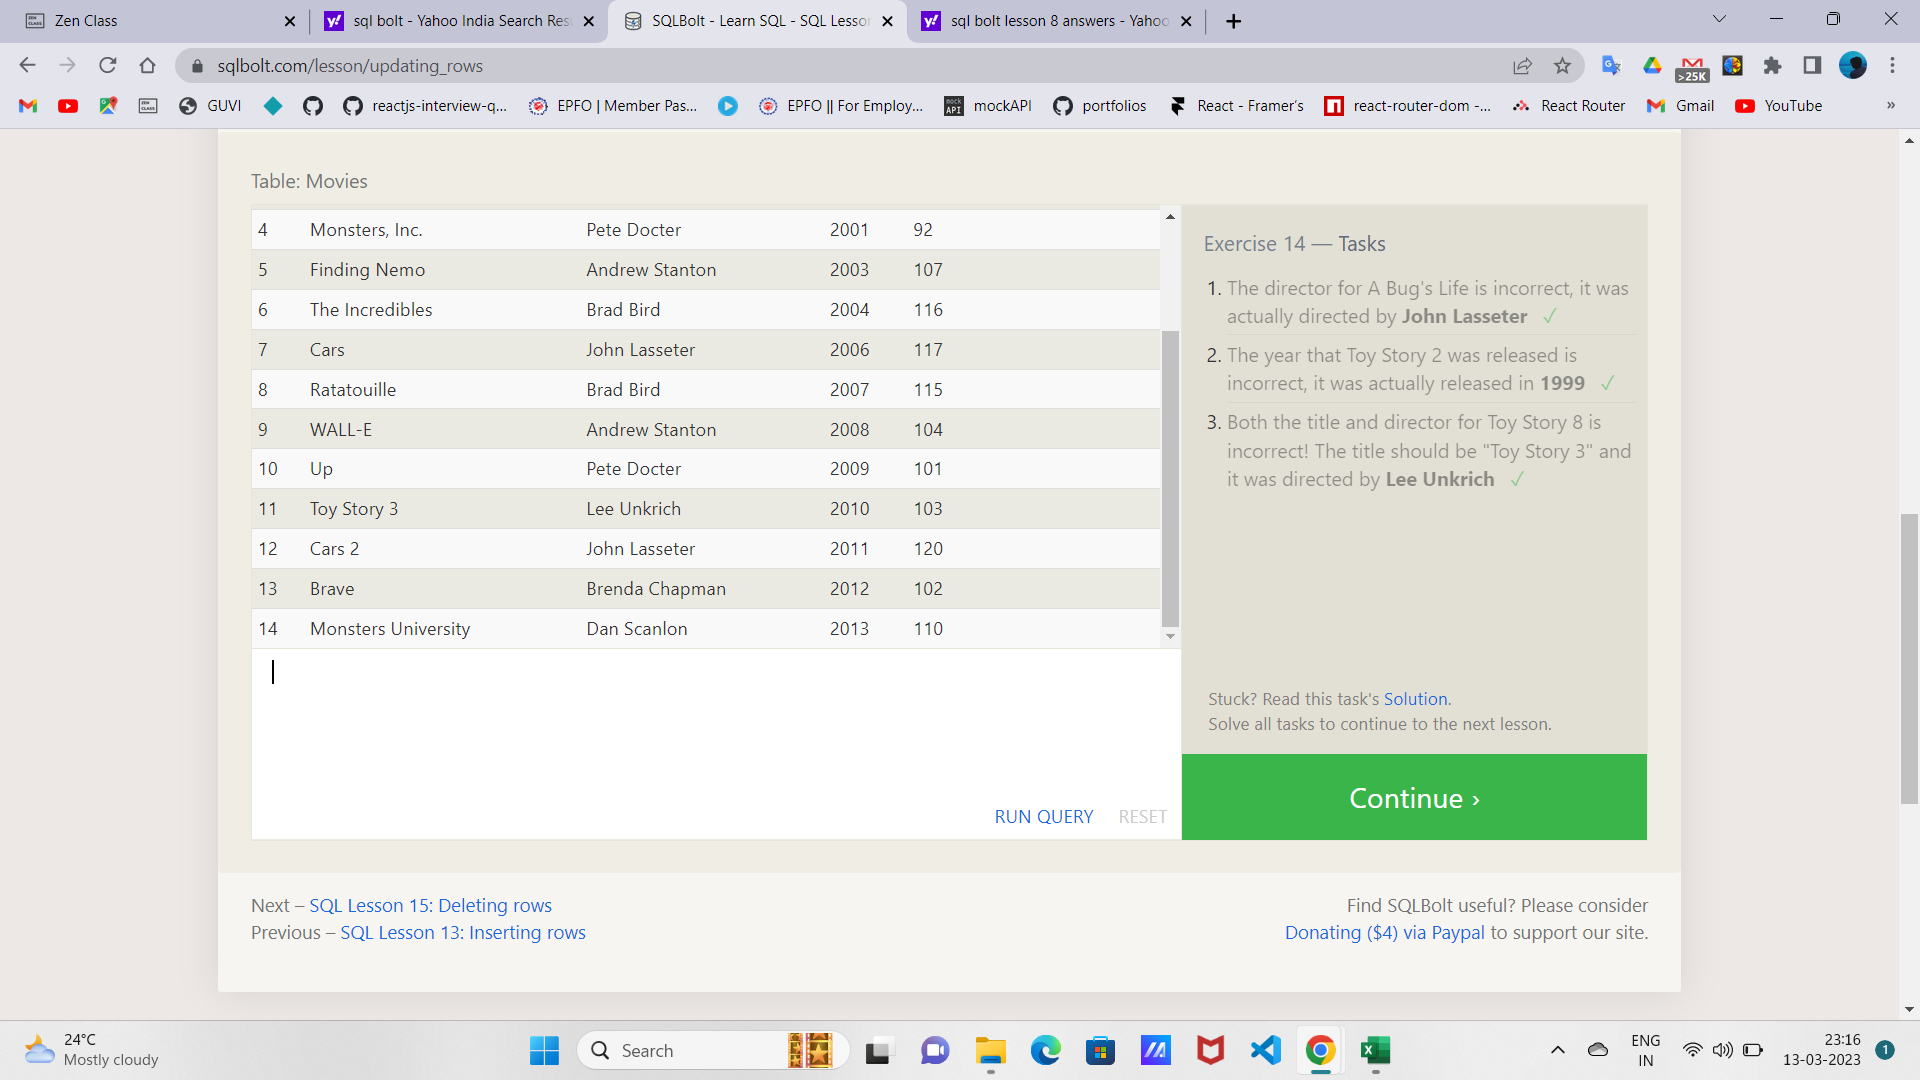 Zen Class
sql bolt - Yahoo India Search Res
SQLBolt - Learn SQL - SQL Lesson
sql bolt lesson 8 answers - Yahoo
sqlbolt.com/lesson/updating_rows
>25K
GUVI
reactjs-interview-q...
EPFO | Member Pas...
EPFO || For Employ...
mockAPI
portfolios
React - Framer's
react-router-dom -...
React Router
Gmail
YouTube
»
Table: Movies
4 Monsters, Inc. Pete Docter 2001 92
5 Finding Nemo Andrew Stanton 2003 107
6 The Incredibles Brad Bird 2004 116
7 Cars John Lasseter 2006 117
8 Ratatouille Brad Bird 2007 115
9 WALL-E Andrew Stanton 2008 104
10 Up Pete Docter 2009 101
11 Toy Story 3 Lee Unkrich 2010 103
12 Cars 2 John Lasseter 2011 120
13 Brave Brenda Chapman 2012 102
14 Monsters University Dan Scanlon 2013 110
RUN QUERY RESET
Exercise 14 — Tasks
1. The director for A Bug's Life is incorrect, it was
actually directed by John Lasseter ✓
2. The year that Toy Story 2 was released is
incorrect, it was actually released in 1999 ✓
3. Both the title and director for Toy Story 8 is
incorrect! The title should be "Toy Story 3" and
it was directed by Lee Unkrich ✓
Stuck? Read this task's Solution.
Solve all tasks to continue to the next lesson.
Continue ›
Next – SQL Lesson 15: Deleting rows
Previous – SQL Lesson 13: Inserting rows
Find SQLBolt useful? Please consider
Donating ($4) via Paypal to support our site.
24°C
Mostly cloudy
Search
ENG
IN
23:16
13-03-2023
1